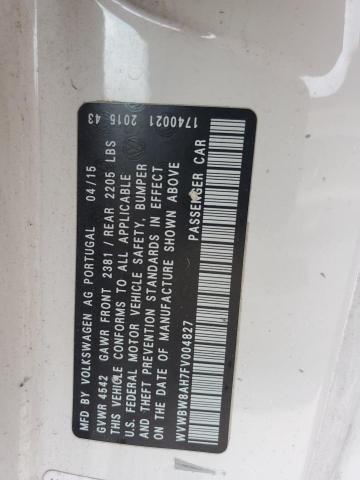 1740021 2015 43
MFD BY VOLKSWAGEN AG PORTUGAL 04/15
GVWR 4542 GAWR FRONT 2381 / REAR 2205 LBS
THIS VEHICLE CONFORMS TO ALL APPLICABLE
U.S. FEDERAL MOTOR VEHICLE SAFETY, BUMPER
AND THEFT PREVENTION STANDARDS IN EFFECT
ON DATE OF MANUFACTURE SHOWN ABOVE
PASSENGER CAR
WVWBW8AH7FV004827